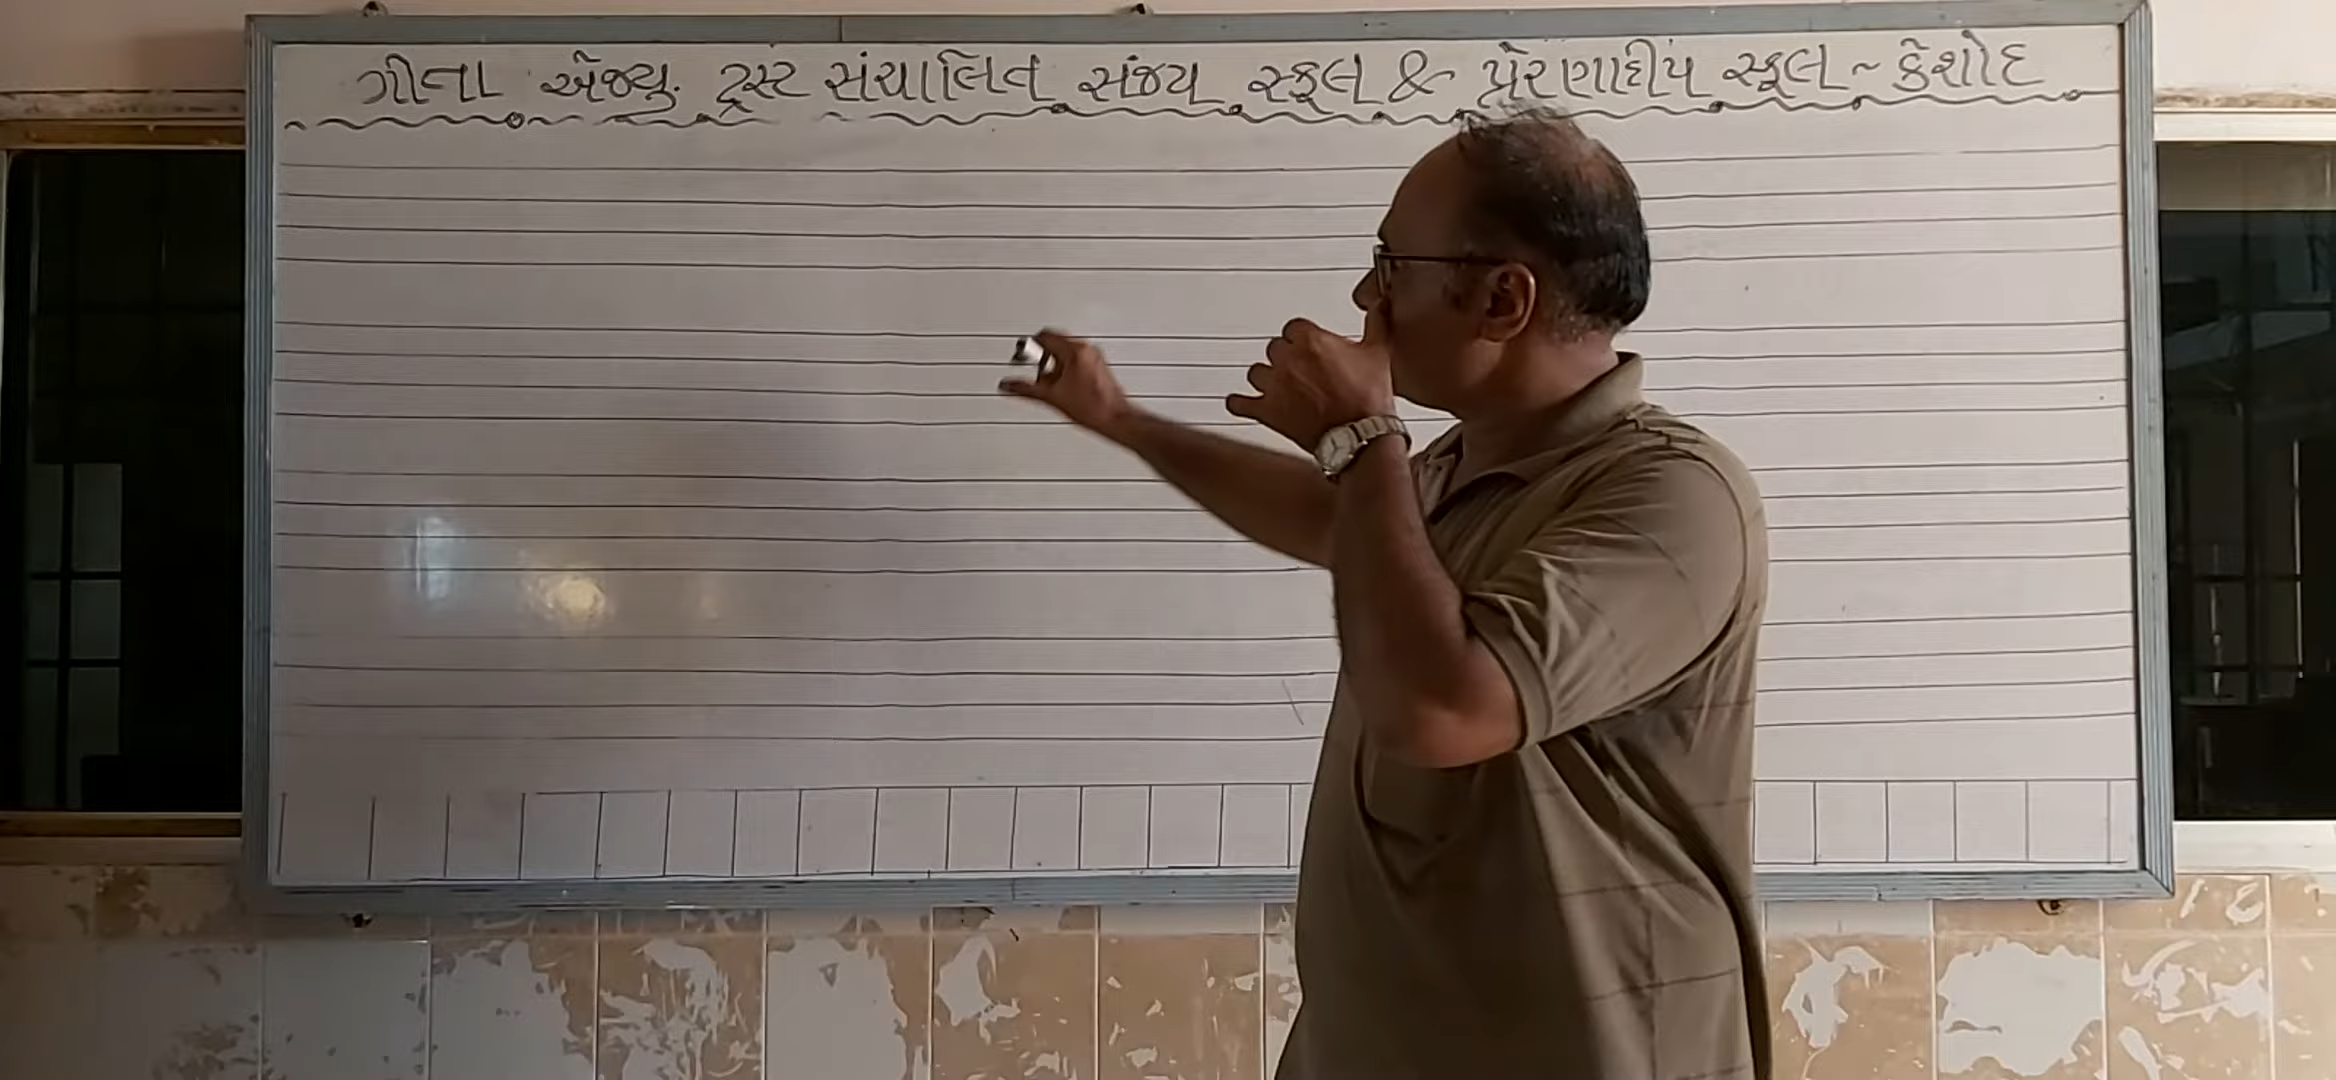 ગીતા એજ્યુ. ટ્રસ્ટ સંચાલિત સંજય સ્કૂલ & પ્રેરણાદીપ સ્કૂલ ~ કેશોદ